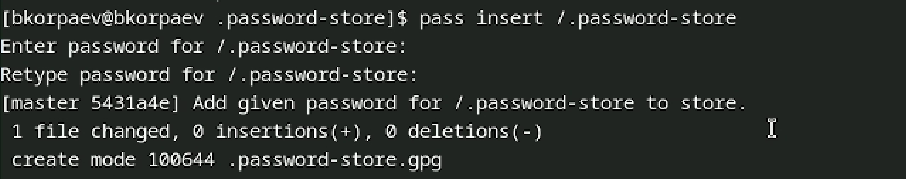 [bkorpaev@bkorpaev .password-store]$ pass insert /.password-store
Enter password for /.password-store:
Retype password for /.password-store:
[master 5431a4e] Add given password for /.password-store to store.
 1 file changed, 0 insertions(+), 0 deletions(-)
 create mode 100644 .password-store.gpg